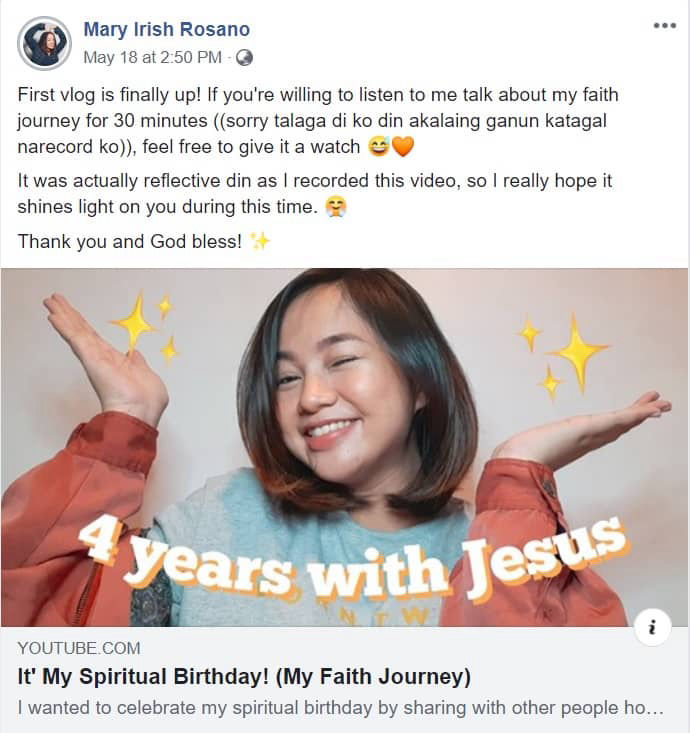 Mary Irish Rosano
May 18 at 2:50 PM ·
First vlog is finally up! If you're willing to listen to me talk about my faith
journey for 30 minutes ((sorry talaga di ko din akalaing ganun katagal
narecord ko)), feel free to give it a watch 😅🧡
It was actually reflective din as I recorded this video, so I really hope it
shines light on you during this time. 🤗
Thank you and God bless! ✨
4 years with Jesus
N T W
i
YOUTUBE.COM
It' My Spiritual Birthday! (My Faith Journey)
I wanted to celebrate my spiritual birthday by sharing with other people ho...